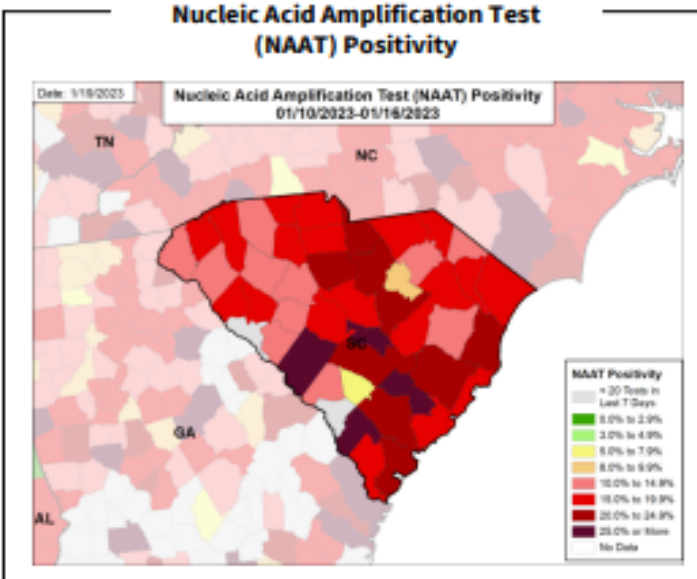 Nucleic Acid Amplification Test
(NAAT) Positivity
Date: 1/19/2023
Nucleic Acid Amplification Test (NAAT) Positivity
01/10/2023-01/16/2023
TN
NC
SC
GA
AL
NAAT Positivity
< 20 Tests in
Last 7 Days
0.0% to 2.9%
3.0% to 4.9%
5.0% to 7.9%
8.0% to 9.9%
10.0% to 14.9%
15.0% to 19.9%
20.0% to 24.9%
25.0% or More
No Data